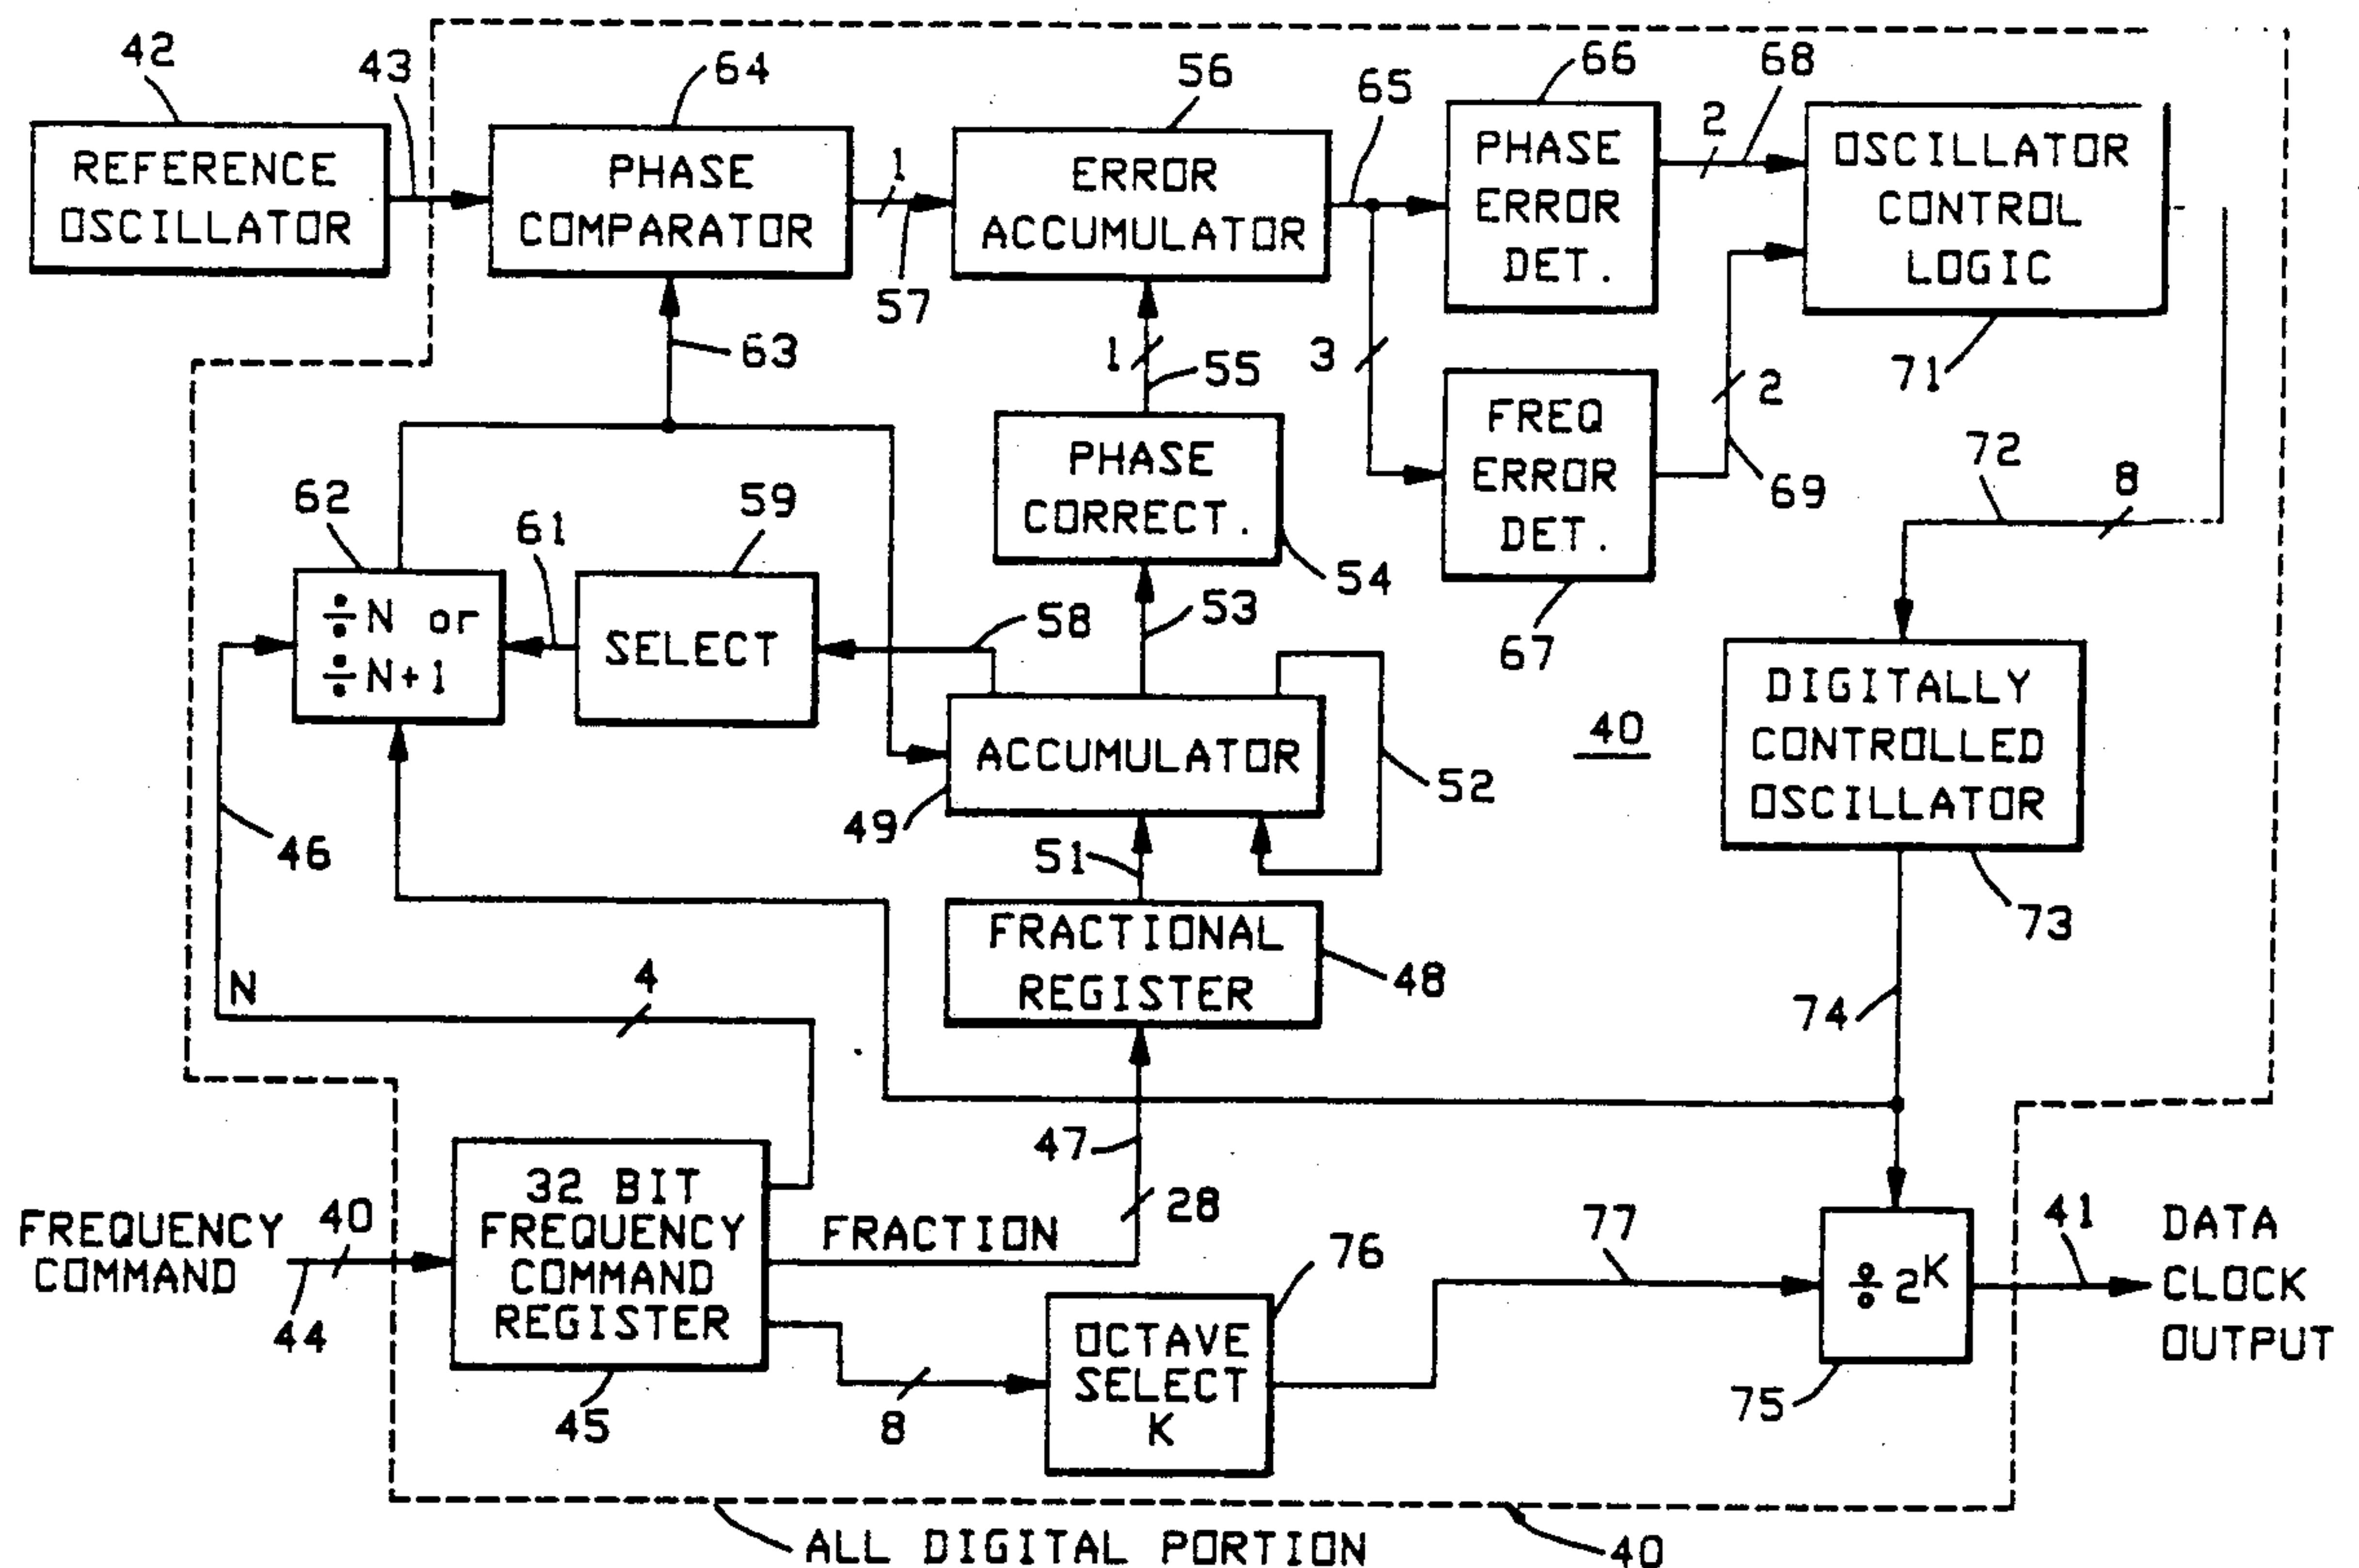 42
43
64
56
65
66
68
REFERENCE
OSCILLATOR
PHASE
COMPARATOR
1
57
ERROR
ACCUMULATOR
PHASE
ERROR
DET.
2
OSCILLATOR
CONTROL
LOGIC
71
63
1
55
3
FREQ
ERROR
DET.
67
2
69
72
8
PHASE
CORRECT.
54
62
61
59
÷N or
÷N+1
SELECT
58
53
ACCUMULATOR
49
52
40
DIGITALLY
CONTROLLED
OSCILLATOR
73
46
51
FRACTIONAL
REGISTER
48
74
N
4
47
28
FREQUENCY
COMMAND
40
44
32 BIT
FREQUENCY
COMMAND
REGISTER
45
FRACTION
8
76
OCTAVE
SELECT
K
77
÷2^K
75
41
DATA
CLOCK
OUTPUT
ALL DIGITAL PORTION
40